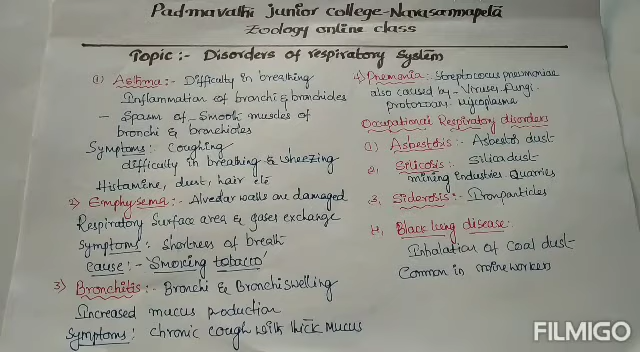 Padmavathi junior college-Narasannapeta
Zoology online class
Topic :- Disorders of respiratory System
1) Asthma :- Difficulty in breathing
Inflammation of bronchi & bronchides
- Spasm of - Smooth muscles of
bronchi & bronchioles
Symptoms: coughing
difficulty in breathing & wheezing
Histamine, dust, hair etc
2) Emphysema :- Alveolar walls are damaged
Respiratory surface area & gases exchange
Symptoms : shortness of breath
cause :- 'Smoking tobacco'
3) Bronchitis :- Bronchi & Bronchi swelling
Increased mucus production
Symptoms: chronic cough with thick mucus
4) Pnemonia :- Streptococus pneumoniae
also caused by - Viruses, fungi,
protozoan, Mycoplasma
Occupational Respiratory disorders
1) Asbestosis :- Asbestos dust
2, Silicosis :- Silica dust -
mining Industries Quarries
3, Siderosis :- Iron particles
4, Black lung disease :
Inhalation of Coal dust -
Common in mine workers
FILMIGO